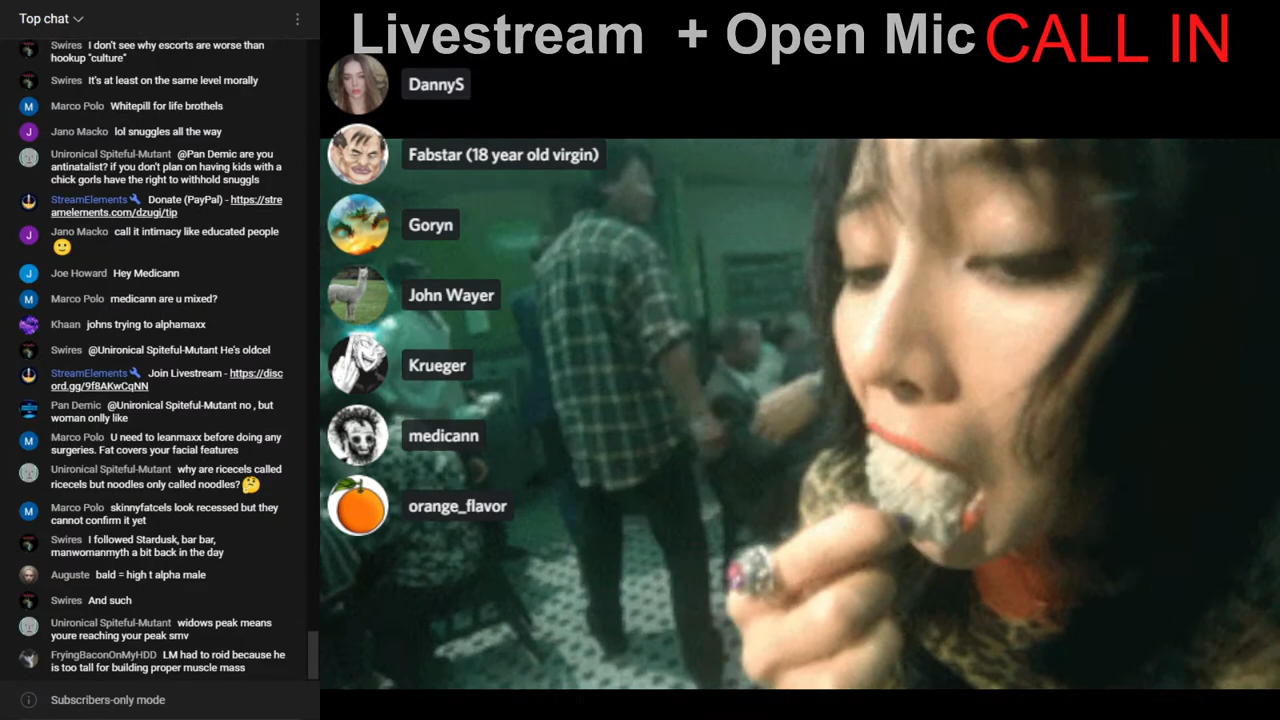 Top chat
Swires I don't see why escorts are worse than
hookup "culture"
Swires It's at least on the same level morally
Marco Polo Whitepill for life brothels
Jano Macko lol snuggles all the way
Unironical Spiteful-Mutant @Pan Demic are you
antinatalist? if you don't plan on having kids with a
chick gorls have the right to withhold snuggls
StreamElements Donate (PayPal) - https://stre
amelements.com/dzugi/tip
Jano Macko call it intimacy like educated people
Joe Howard Hey Medicann
Marco Polo medicann are u mixed?
Khaan johns trying to alphamaxx
Swires @Unironical Spiteful-Mutant He's oldcel
StreamElements Join Livestream - https://disc
ord.gg/9f8AKwCqNN
Pan Demic @Unironical Spiteful-Mutant no , but
woman onlly like
Marco Polo U need to leanmaxx before doing any
surgeries. Fat covers your facial features
Unironical Spiteful-Mutant why are ricecels called
ricecels but noodles only called noodles?
Marco Polo skinnyfatcels look recessed but they
cannot confirm it yet
Swires I followed Stardusk, bar bar,
manwomanmyth a bit back in the day
Auguste bald = high t alpha male
Swires And such
Unironical Spiteful-Mutant widows peak means
youre reaching your peak smv
FryingBaconOnMyHDD LM had to roid because he
is too tall for building proper muscle mass
Subscribers-only mode
Livestream + Open Mic CALL IN
DannyS
Fabstar (18 year old virgin)
Goryn
John Wayer
Krueger
medicann
orange_flavor